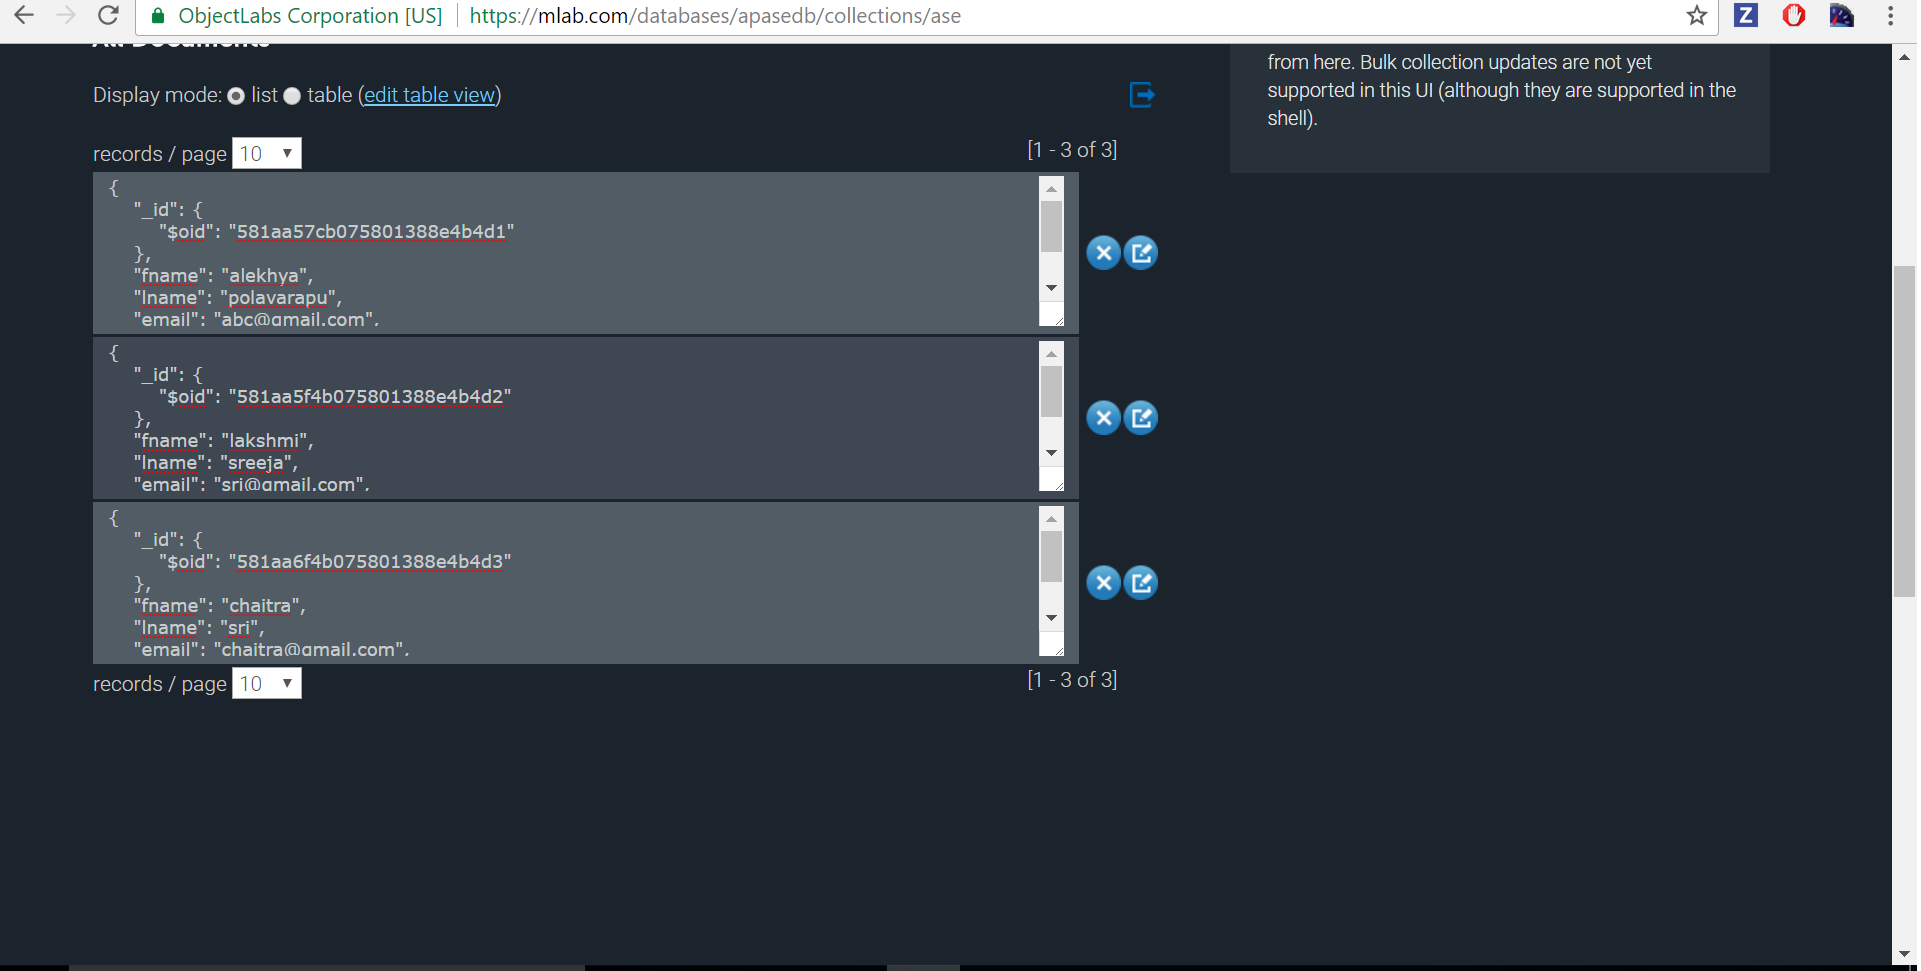 ObjectLabs Corporation [US] https://mlab.com/databases/apasedb/collections/ase
All Documents
from here. Bulk collection updates are not yet
supported in this UI (although they are supported in the
shell).
Display mode: list table (edit table view)
records / page 10 [1 - 3 of 3]
{
"_id": {
"$oid": "581aa57cb075801388e4b4d1"
},
"fname": "alekhya",
"lname": "polavarapu",
"email": "abc@gmail.com",
{
"_id": {
"$oid": "581aa5f4b075801388e4b4d2"
},
"fname": "lakshmi",
"lname": "sreeja",
"email": "sri@gmail.com",
{
"_id": {
"$oid": "581aa6f4b075801388e4b4d3"
},
"fname": "chaitra",
"lname": "sri",
"email": "chaitra@gmail.com",
records / page 10 [1 - 3 of 3]